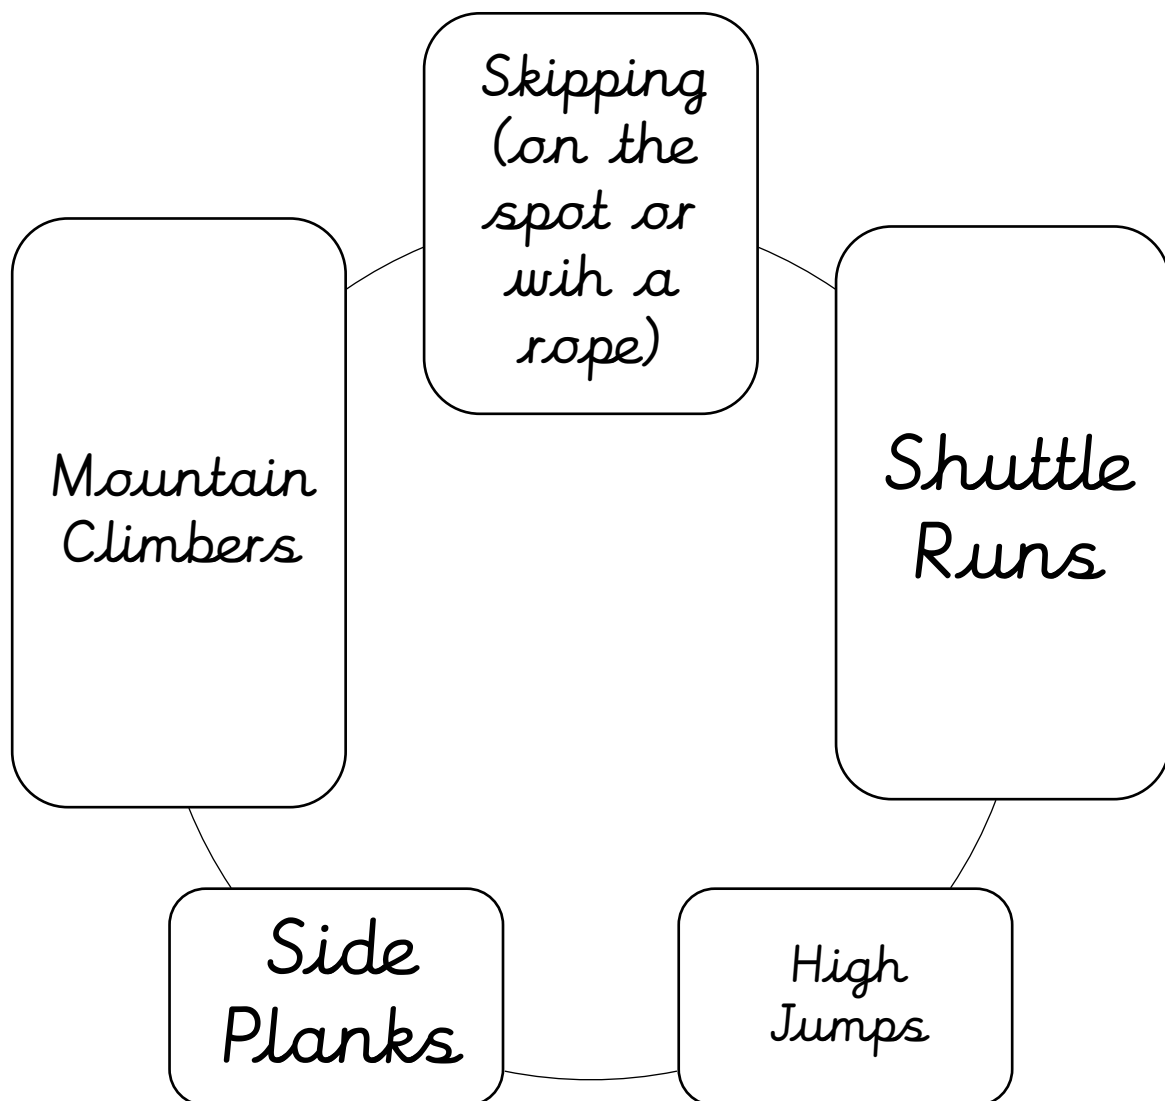 Skipping
(on the
spot or
wih a
rope)
Shuttle
Runs
High
Jumps
Side
Planks
Mountain
Climbers